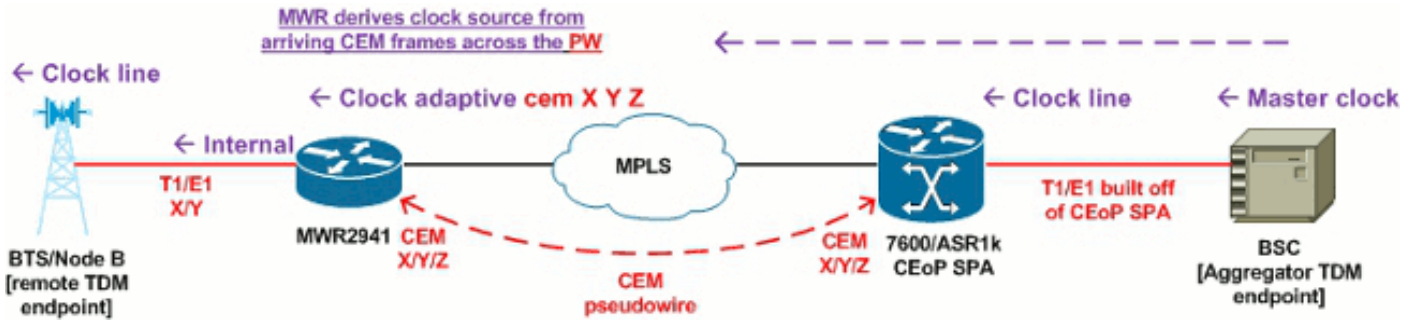 MWR derives clock source from
arriving CEM frames across the PW
← Clock line
← Clock adaptive cem X Y Z
← Clock line
← Master clock
← Internal
MPLS
T1/E1
X/Y
T1/E1 built off
of CEoP SPA
MWR2941
CEM
X/Y/Z
CEM
X/Y/Z
7600/ASR1k
CEoP SPA
BTS/Node B
[remote TDM
endpoint]
CEM
pseudowire
BSC
[Aggregator TDM
endpoint]